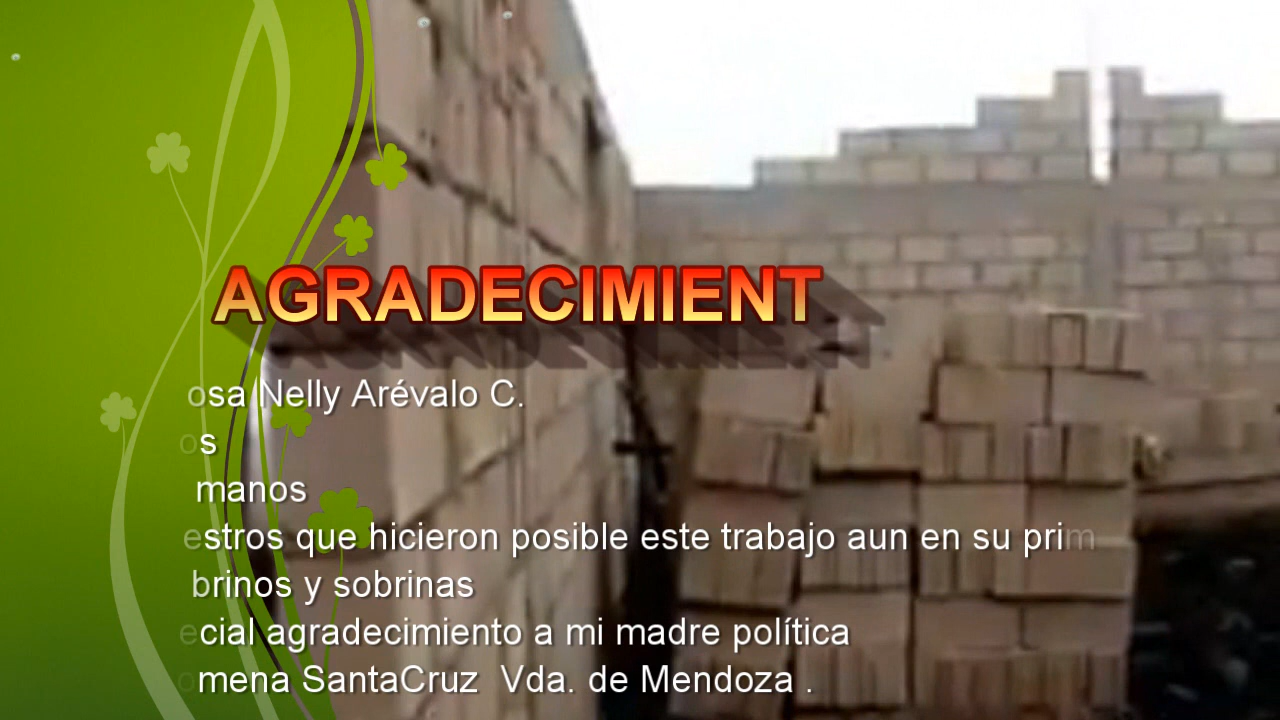 AGRADECIMIENT
osa Nelly Arévalo C.
os
manos
estros que hicieron posible este trabajo aun en su prim
brinos y sobrinas
ecial agradecimiento a mi madre política
omena SantaCruz Vda. de Mendoza .